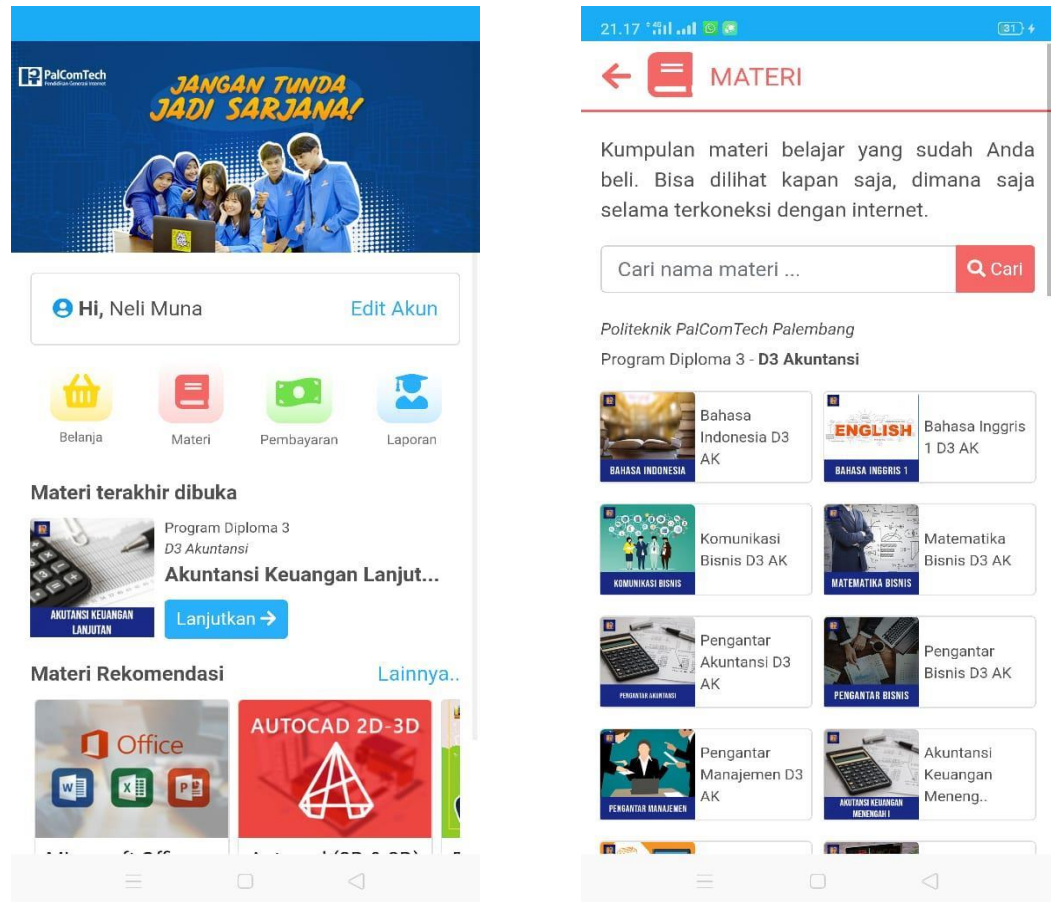 PalComTech
Pendidikan Generasi Internet
JANGAN TUNDA
JADI SARJANA!
Hi, Neli Muna
Edit Akun
Belanja
Materi
Pembayaran
Laporan
Materi terakhir dibuka
AKUTANSI KEUANGAN
LANJUTAN
Program Diploma 3
D3 Akuntansi
Akuntansi Keuangan Lanjut...
Lanjutkan
Materi Rekomendasi
Lainnya..
Office
AUTOCAD 2D-3D
21.17
31
MATERI
Kumpulan materi belajar yang sudah Anda
beli. Bisa dilihat kapan saja, dimana saja
selama terkoneksi dengan internet.
Cari nama materi ...
Cari
Politeknik PalComTech Palembang
Program Diploma 3 - D3 Akuntansi
BAHASA INDONESIA
Bahasa
Indonesia D3
AK
ENGLISH
BAHASA INGGRIS 1
Bahasa Inggris
1 D3 AK
KOMUNIKASI BISNIS
Komunikasi
Bisnis D3 AK
MATEMATIKA BISNIS
Matematika
Bisnis D3 AK
PENGANTAR AKUNTANSI
Pengantar
Akuntansi D3
AK
PENGANTAR BISNIS
Pengantar
Bisnis D3 AK
PENGANTAR MANAJEMEN
Pengantar
Manajemen D3
AK
AKUTANSI KEUANGAN
MENENGAH I
Akuntansi
Keuangan
Meneng..